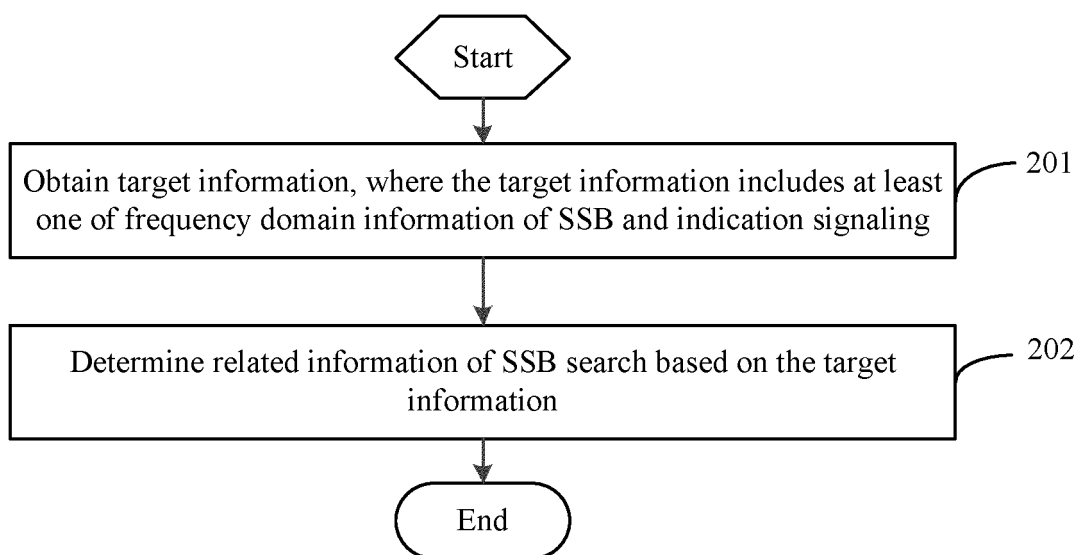 Start
Obtain target information, where the target information includes at least
one of frequency domain information of SSB and indication signaling
201
Determine related information of SSB search based on the target
information
202
End